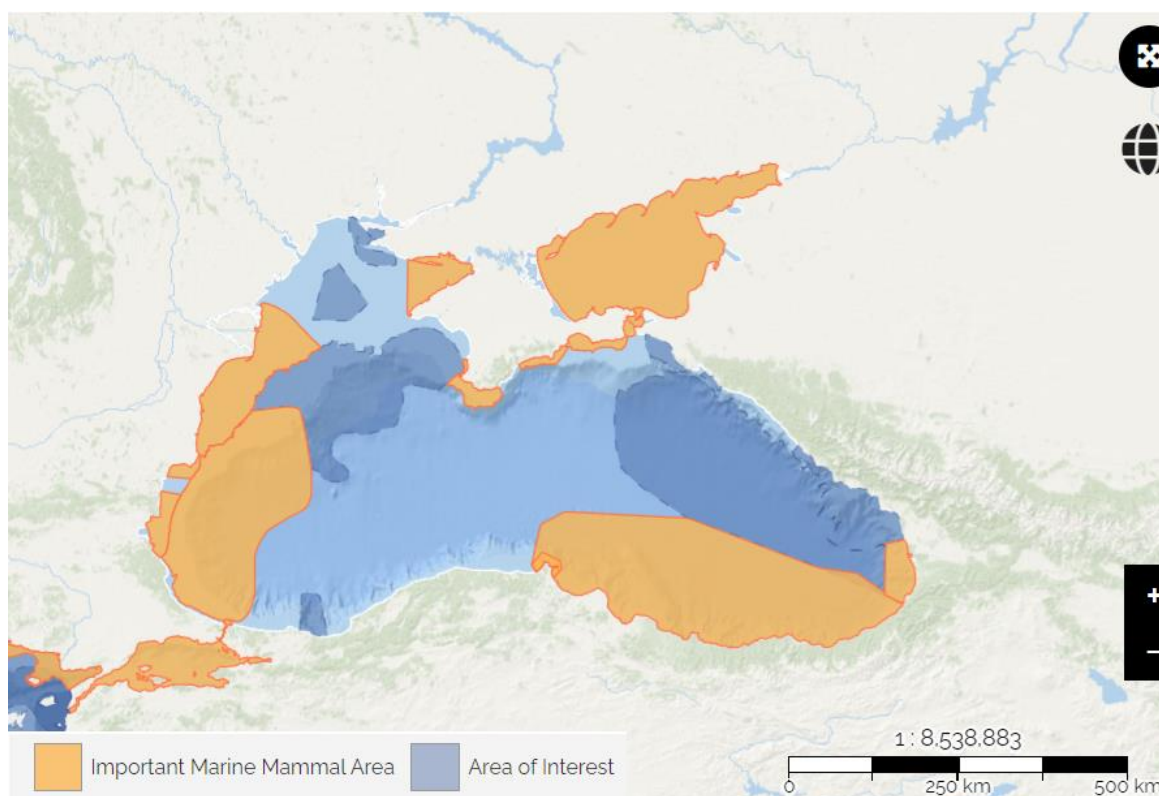 +
−
1 : 8.538.883
0 250 km 500 km
Important Marine Mammal Area
Area of Interest